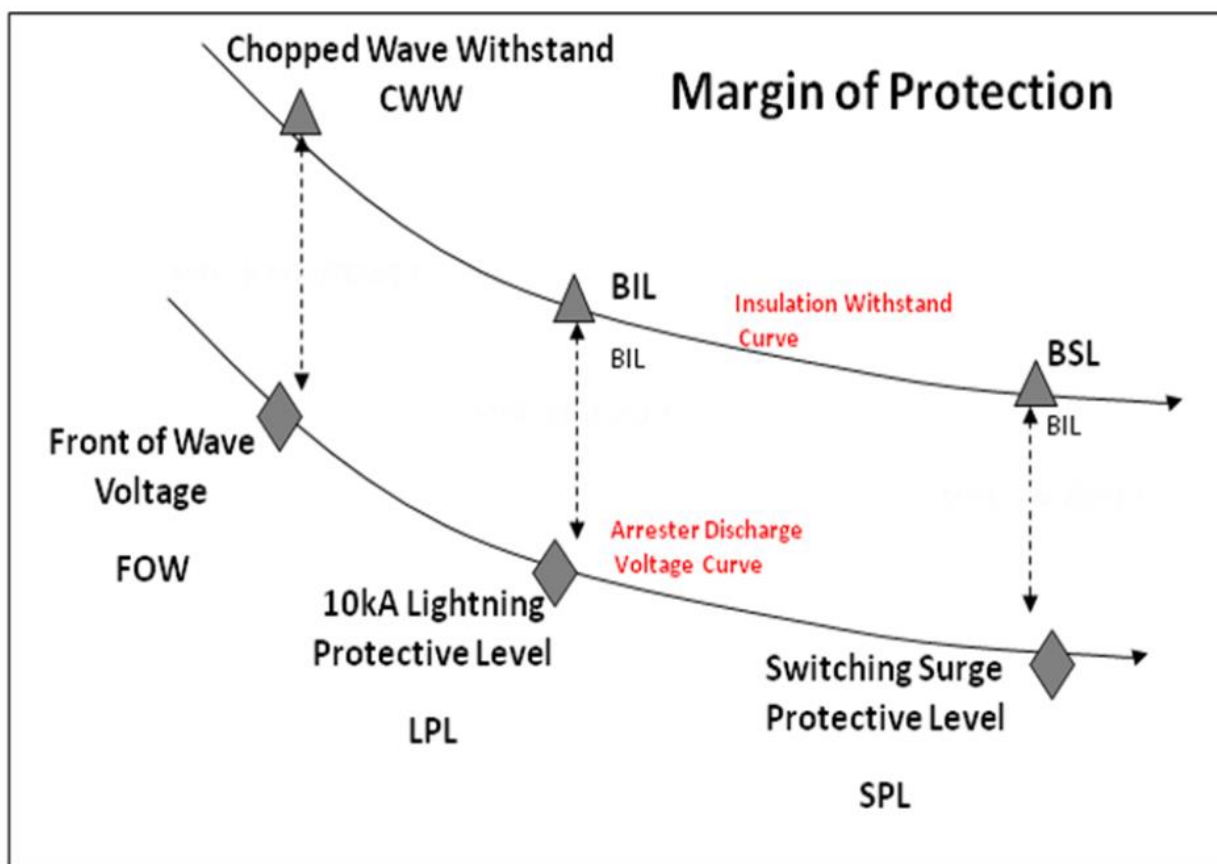 Chopped Wave Withstand
CWW
Margin of Protection
BIL
BIL
Insulation Withstand
Curve
BSL
BIL
Front of Wave
Voltage
FOW
Arrester Discharge
Voltage Curve
10kA Lightning
Protective Level
LPL
Switching Surge
Protective Level
SPL